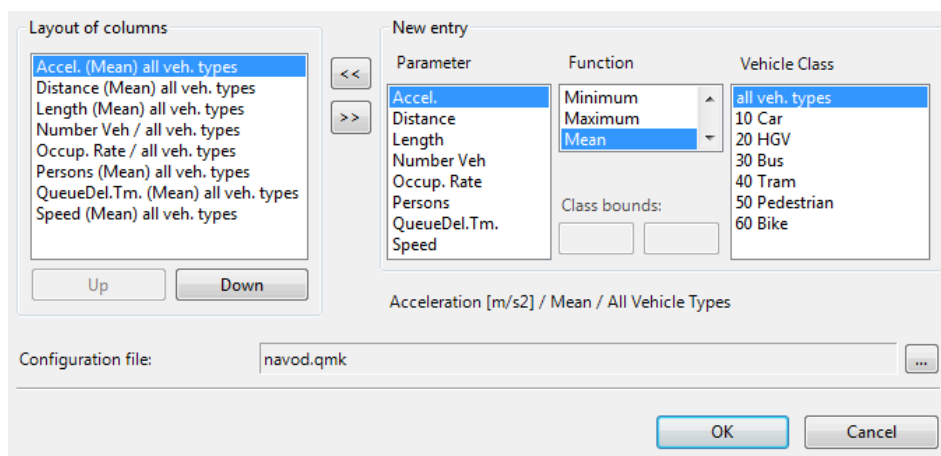 Layout of columns
Accel. (Mean) all veh. types
Distance (Mean) all veh. types
Length (Mean) all veh. types
Number Veh / all veh. types
Occup. Rate / all veh. types
Persons (Mean) all veh. types
QueueDel.Tm. (Mean) all veh. types
Speed (Mean) all veh. types
Up
Down
<<
>>
New entry
Parameter
Accel.
Distance
Length
Number Veh
Occup. Rate
Persons
QueueDel.Tm.
Speed
Function
Minimum
Maximum
Mean
Class bounds:
Vehicle Class
all veh. types
10 Car
20 HGV
30 Bus
40 Tram
50 Pedestrian
60 Bike
Acceleration [m/s2] / Mean / All Vehicle Types
Configuration file:
navod.qmk
...
OK
Cancel